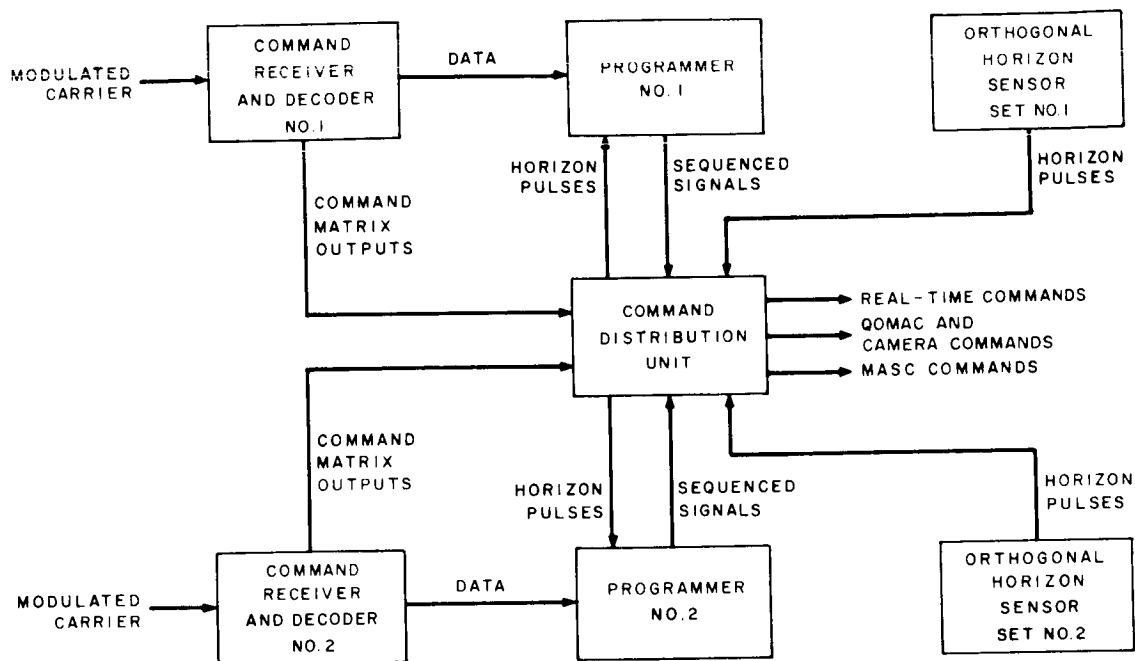 COMMAND
RECEIVER
AND DECODER
NO.1
MODULATED
CARRIER
DATA
PROGRAMMER
NO.1
ORTHOGONAL
HORIZON
SENSOR
SET NO.1
HORIZON
PULSES
SEQUENCED
SIGNALS
HORIZON
PULSES
COMMAND
MATRIX
OUTPUTS
COMMAND
DISTRIBUTION
UNIT
REAL-TIME COMMANDS
QOMAC AND
CAMERA COMMANDS
MASC COMMANDS
COMMAND
MATRIX
OUTPUTS
HORIZON
PULSES
SEQUENCED
SIGNALS
HORIZON
PULSES
MODULATED
CARRIER
COMMAND
RECEIVER
AND DECODER
NO.2
DATA
PROGRAMMER
NO.2
ORTHOGONAL
HORIZON
SENSOR
SET NO.2